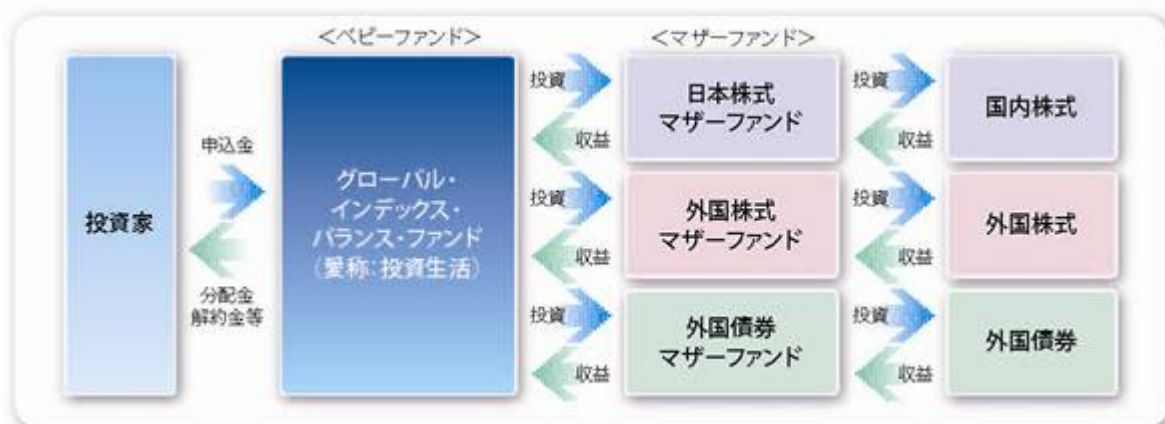 ＜ベビーファンド＞
＜マザーファンド＞
投資家
申込金
分配金
解約金等
グローバル・
インデックス・
バランス・ファンド
（愛称：投資生活）
投資
収益
日本株式
マザーファンド
投資
収益
国内株式
投資
収益
外国株式
マザーファンド
投資
収益
外国株式
投資
収益
外国債券
マザーファンド
投資
収益
外国債券